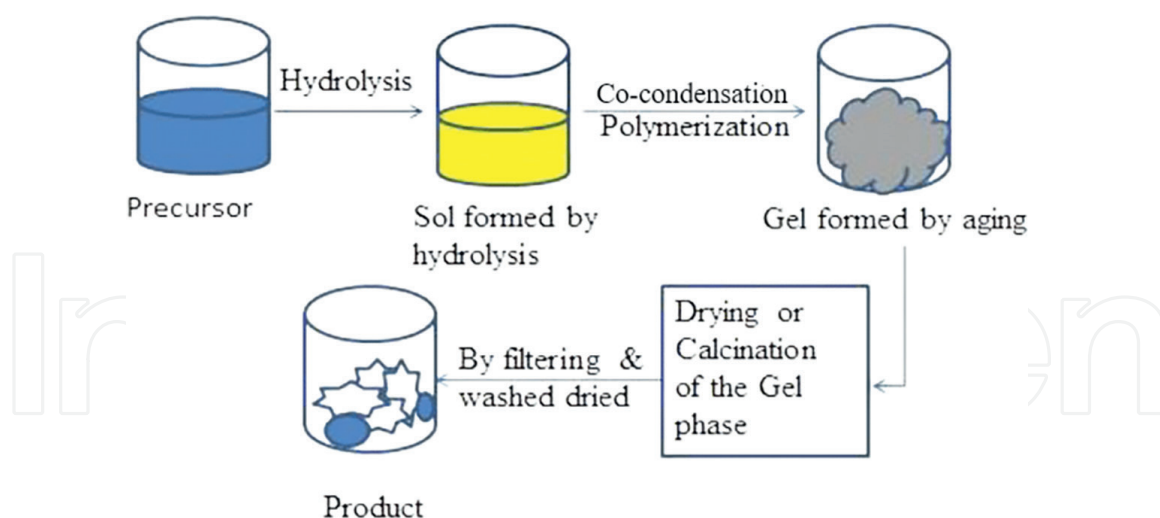 Hydrolysis
Co-condensation
Polymerization
Precursor
Sol formed by
hydrolysis
Gel formed by aging
Drying or
Calcination
of the Gel
phase
By filtering &
washed dried
Product